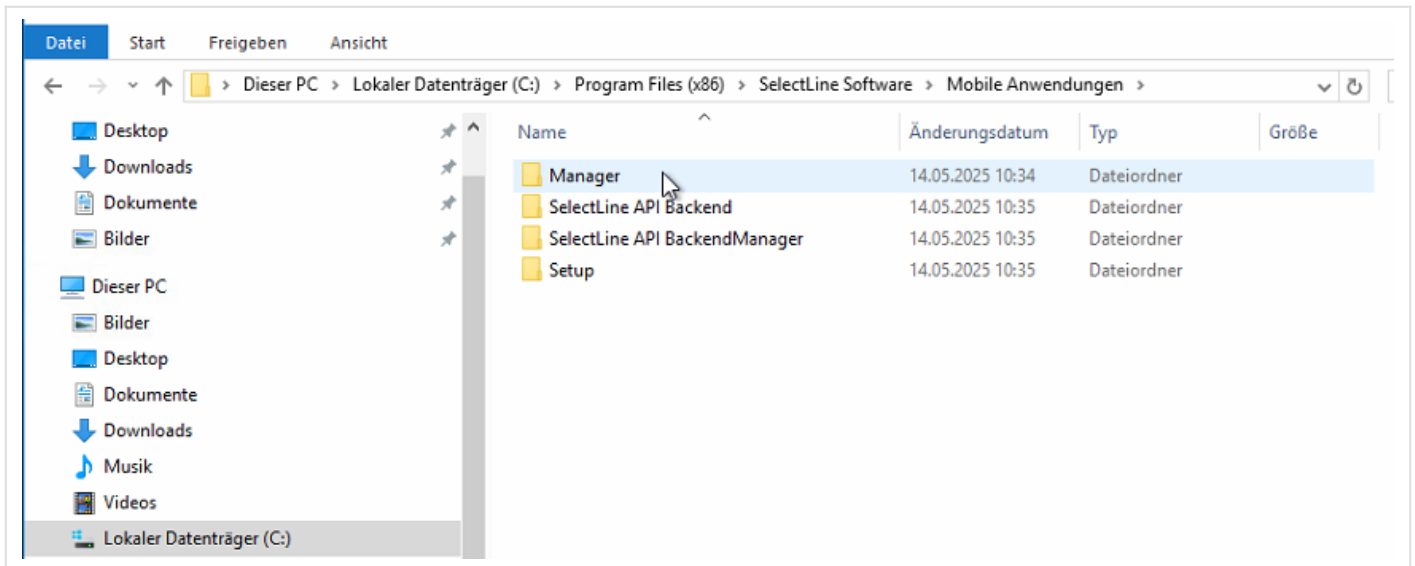 Datei Start Freigeben Ansicht
Dieser PC > Lokaler Datenträger (C:) > Program Files (x86) > SelectLine Software > Mobile Anwendungen >
Desktop
Downloads
Dokumente
Bilder
Dieser PC
Bilder
Desktop
Dokumente
Downloads
Musik
Videos
Lokaler Datenträger (C:)
Name Änderungsdatum Typ Größe
Manager 14.05.2025 10:34 Dateiordner
SelectLine API Backend 14.05.2025 10:35 Dateiordner
SelectLine API BackendManager 14.05.2025 10:35 Dateiordner
Setup 14.05.2025 10:35 Dateiordner